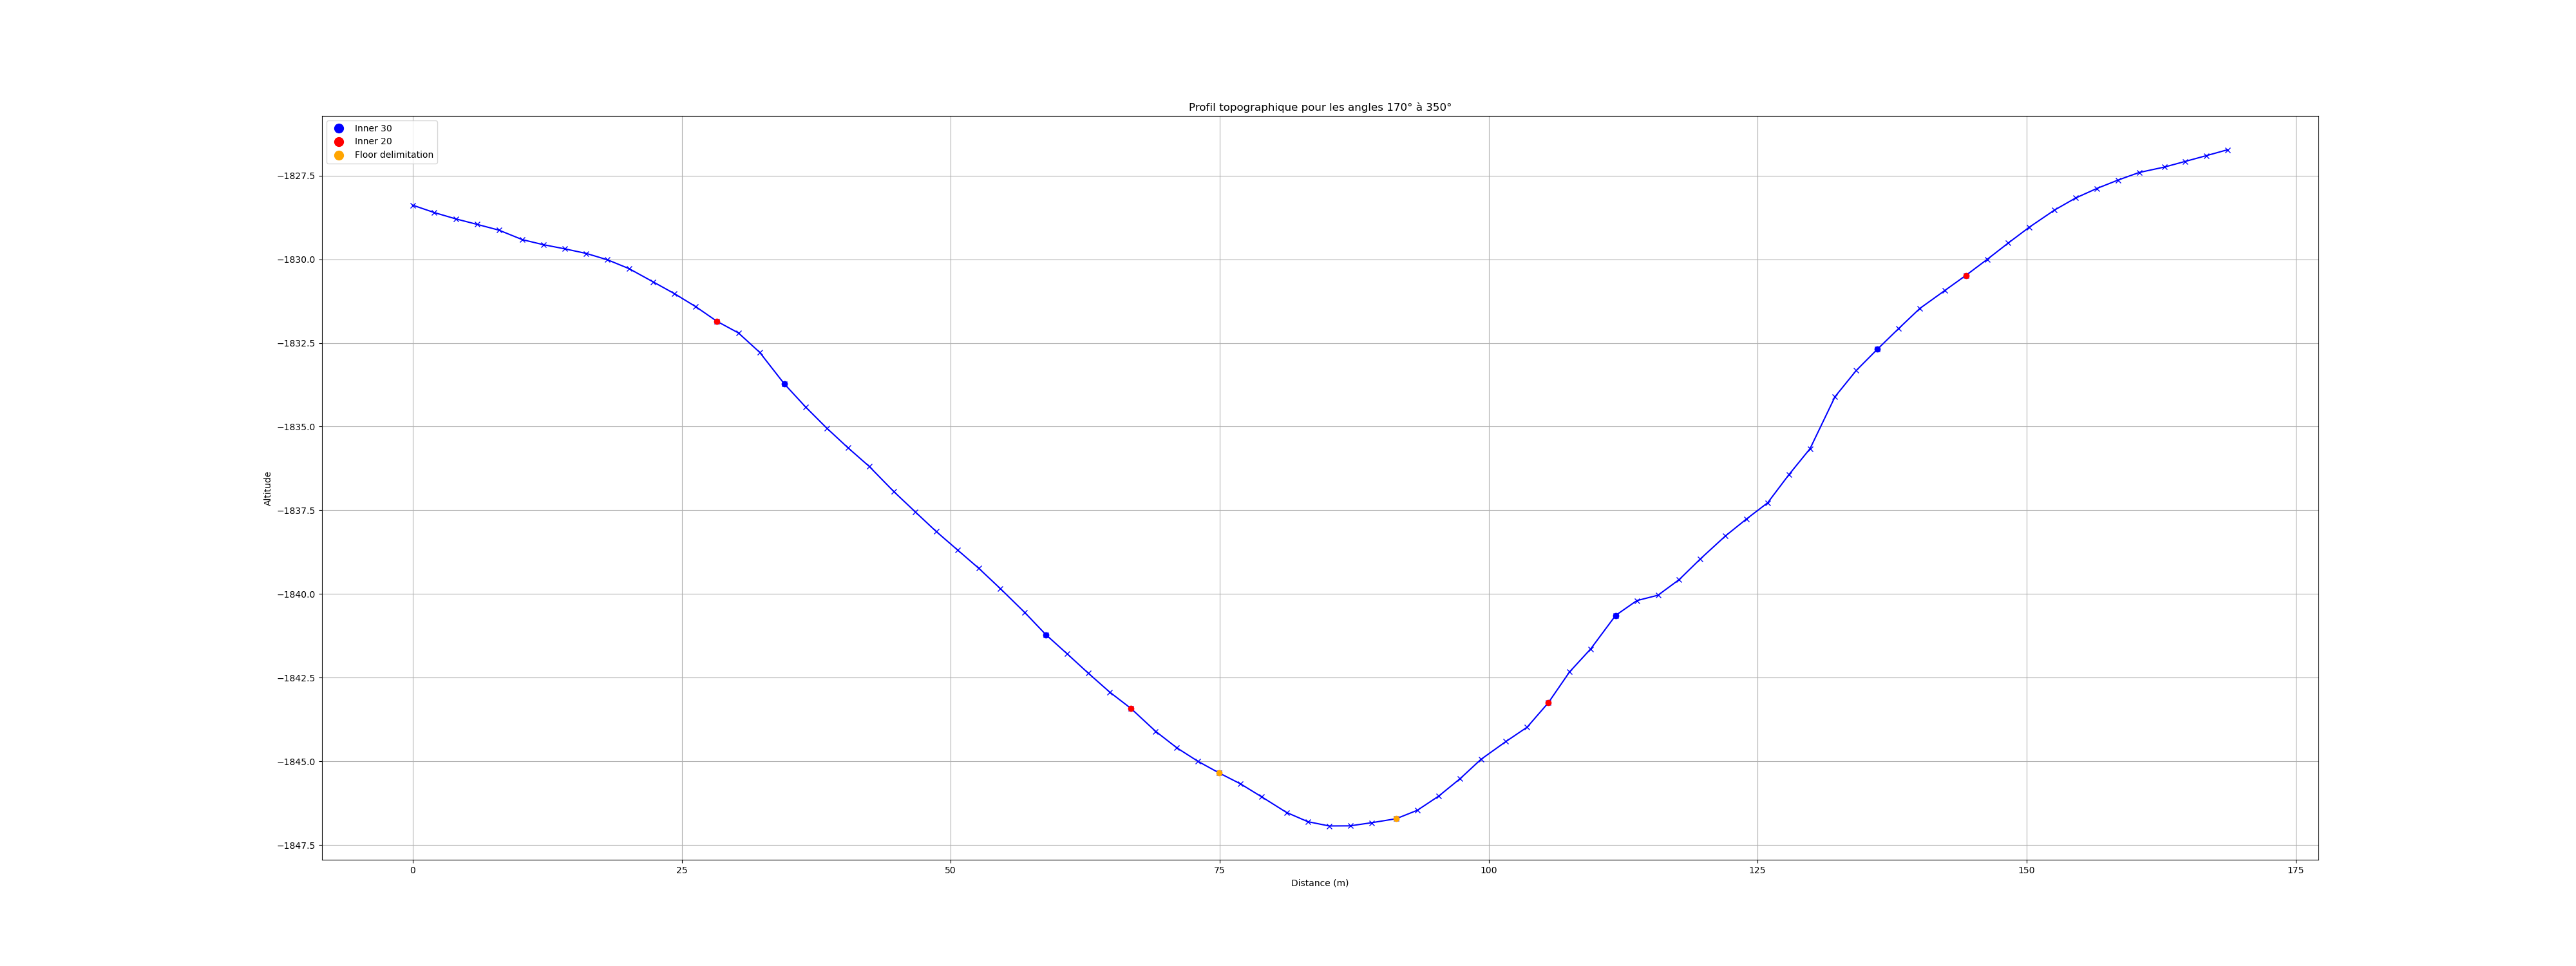 Profil topographique pour les angles 170° à 350°
Inner 30
Inner 20
Floor delimitation
−1827.5
−1830.0
−1832.5
−1835.0
−1837.5
−1840.0
−1842.5
−1845.0
−1847.5
Altitude
0 25 50 75 100 125 150 175
Distance (m)